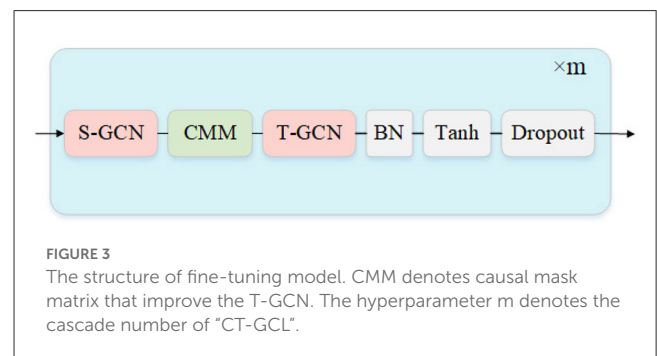 ×m
S-GCN CMM T-GCN BN Tanh Dropout
FIGURE 3
The structure of fine-tuning model. CMM denotes causal mask
matrix that improve the T-GCN. The hyperparameter m denotes the
cascade number of “CT-GCL”.